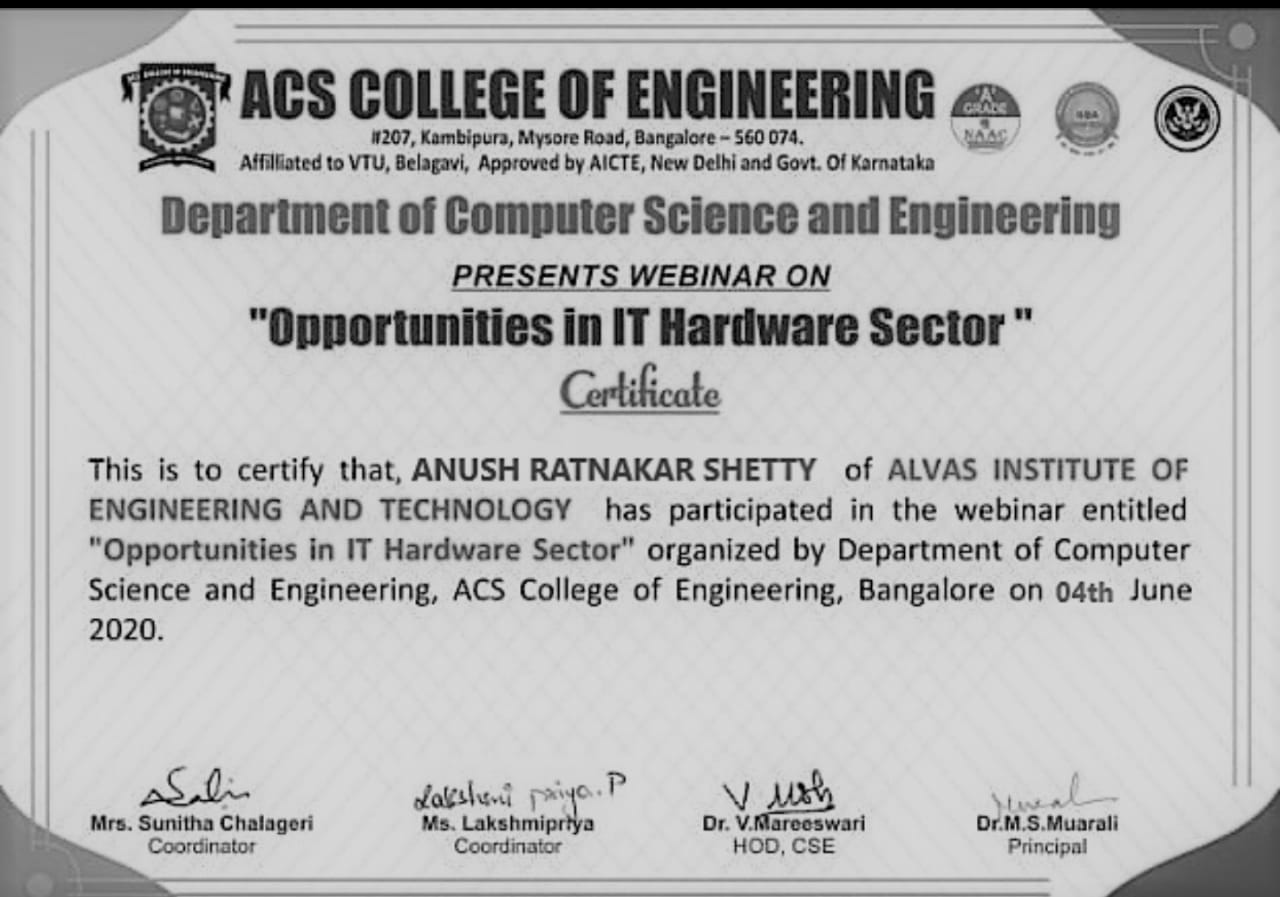 ACS COLLEGE OF ENGINEERING
#207, Kambipura, Mysore Road, Bangalore – 560 074.
Affilliated to VTU, Belagavi, Approved by AICTE, New Delhi and Govt. Of Karnataka
'A'
GRADE
NAAC
NBA
Department of Computer Science and Engineering
PRESENTS WEBINAR ON
"Opportunities in IT Hardware Sector "
Certificate
This is to certify that, ANUSH RATNAKAR SHETTY of ALVAS INSTITUTE OF
ENGINEERING AND TECHNOLOGY has participated in the webinar entitled
"Opportunities in IT Hardware Sector" organized by Department of Computer
Science and Engineering, ACS College of Engineering, Bangalore on 04th June
2020.
Lakshmi priya.P
Mrs. Sunitha Chalageri
Coordinator
Ms. Lakshmipriya
Coordinator
Dr. V.Mareeswari
HOD, CSE
Dr.M.S.Muarali
Principal